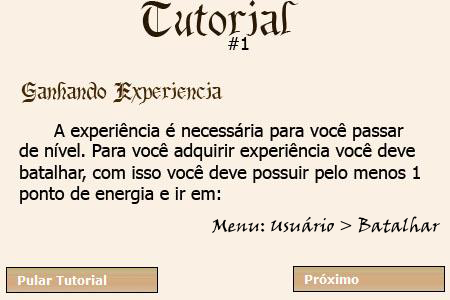 Tutorial
#1
Ganhando Experiencia
A experiência é necessária para você passar
de nível. Para você adquirir experiência você deve
batalhar, com isso você deve possuir pelo menos 1
ponto de energia e ir em:
Menu: Usuário > Batalhar
Pular Tutorial
Próximo